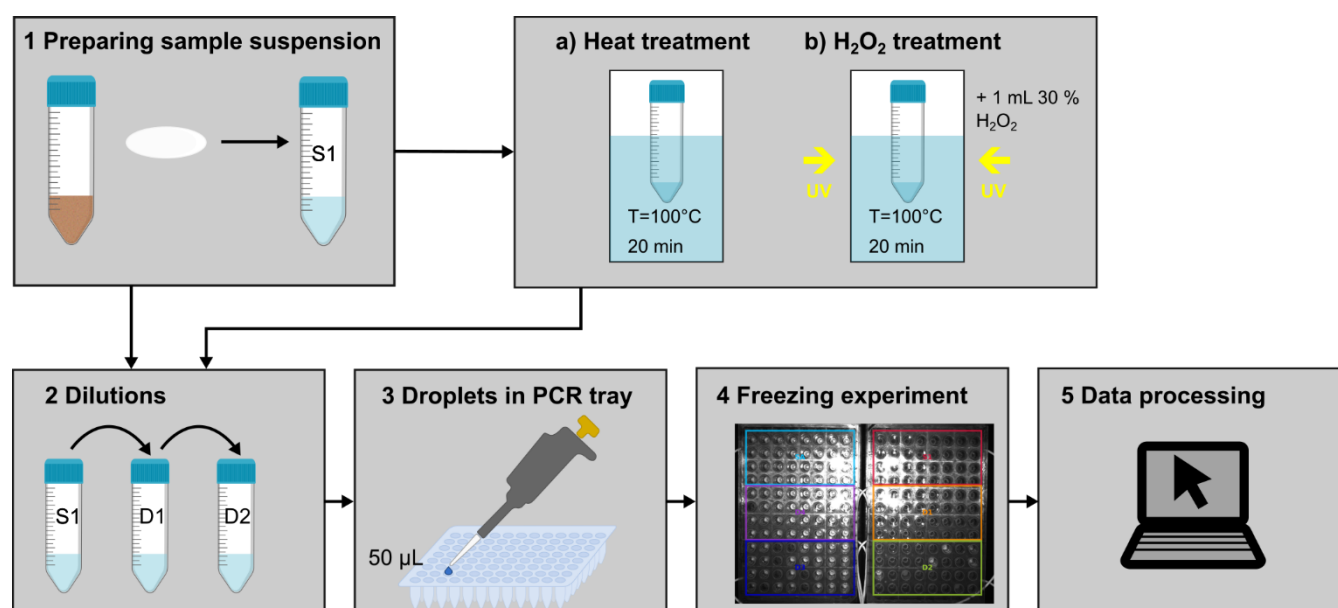 1 Preparing sample suspension
S1
a) Heat treatment
T=100°C
20 min
b) H₂O₂ treatment
+ 1 mL 30 %
H₂O₂
UV
UV
T=100°C
20 min
2 Dilutions
S1
D1
D2
3 Droplets in PCR tray
50 µL
4 Freezing experiment
D2
5 Data processing